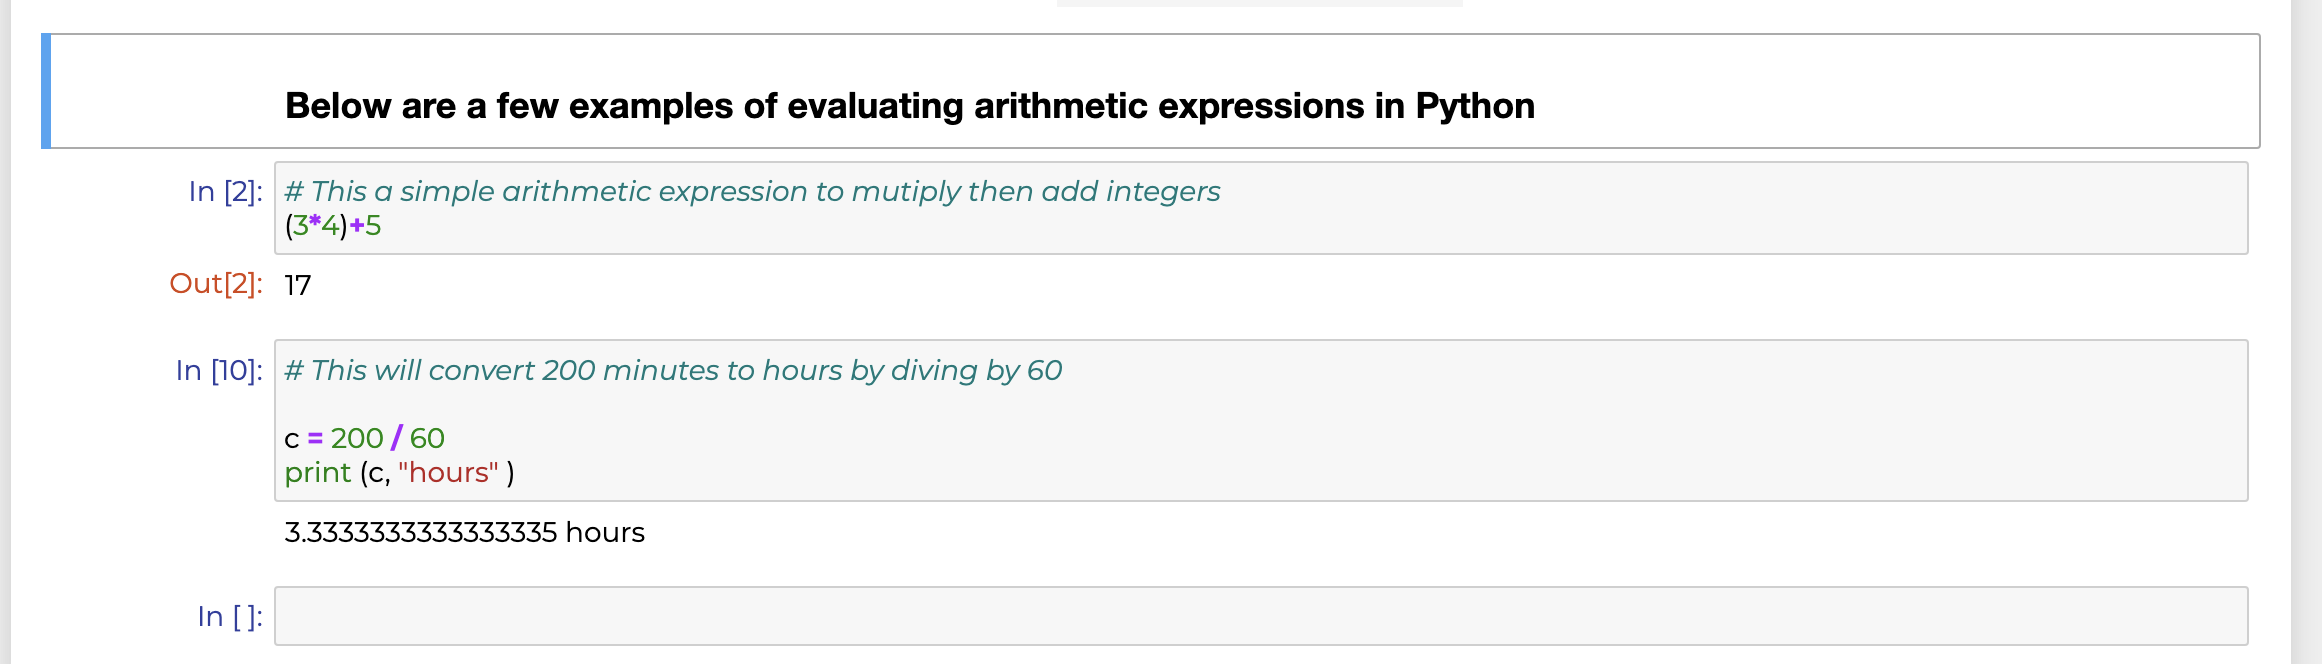 Below are a few examples of evaluating arithmetic expressions in Python
In [2]: # This a simple arithmetic expression to mutiply then add integers
(3*4)+5
Out[2]: 17
In [10]: # This will convert 200 minutes to hours by diving by 60
c = 200 / 60
print (c, "hours" )
3.3333333333333335 hours
In [ ]: